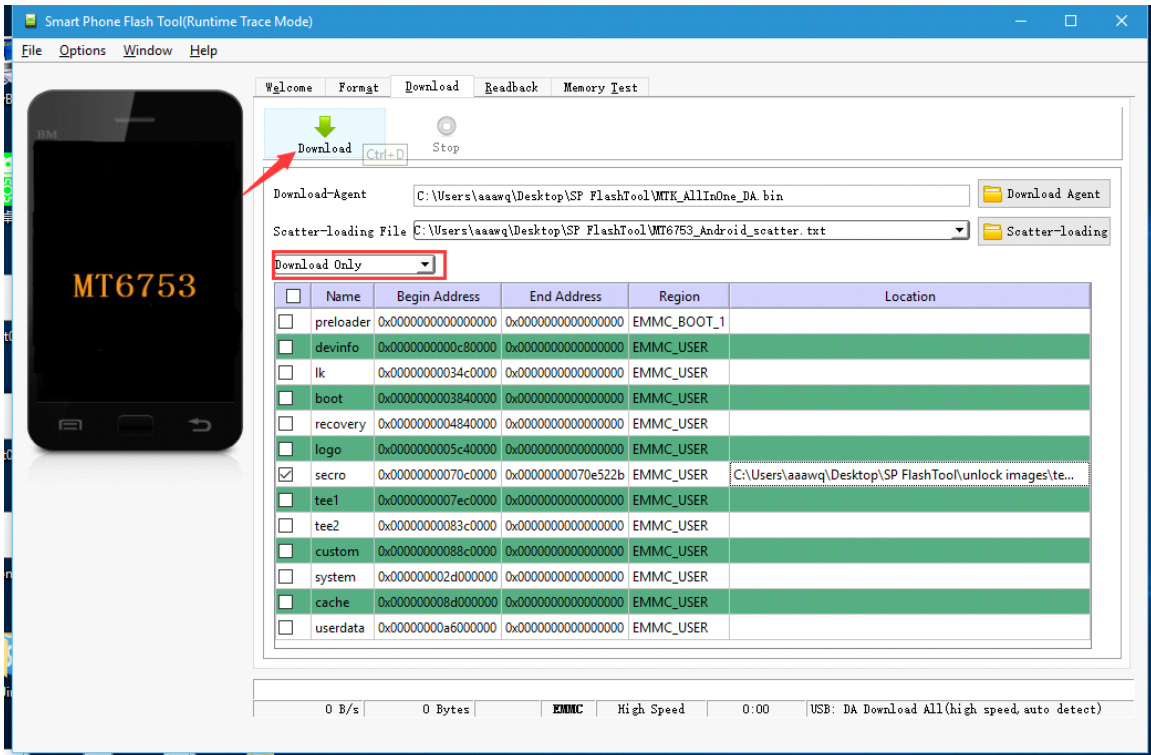 Smart Phone Flash Tool(Runtime Trace Mode)
File Options Window Help
Welcome Format Download Readback Memory Test
BM
Download Ctrl+D Stop
Download-Agent C:\Users\aaawq\Desktop\SP FlashTool\MTK_AllInOne_DA.bin Download Agent
Scatter-loading File C:\Users\aaawq\Desktop\SP FlashTool\MT6753_Android_scatter.txt Scatter-loading
Download Only
MT6753
Name Begin Address End Address Region Location
preloader 0x0000000000000000 0x0000000000000000 EMMC_BOOT_1
devinfo 0x0000000000c80000 0x0000000000000000 EMMC_USER
lk 0x00000000034c0000 0x0000000000000000 EMMC_USER
boot 0x0000000003840000 0x0000000000000000 EMMC_USER
recovery 0x0000000004840000 0x0000000000000000 EMMC_USER
logo 0x0000000005c40000 0x0000000000000000 EMMC_USER
secro 0x00000000070c0000 0x00000000070e522b EMMC_USER C:\Users\aaawq\Desktop\SP FlashTool\unlock images\te...
tee1 0x0000000007ec0000 0x0000000000000000 EMMC_USER
tee2 0x00000000083c0000 0x0000000000000000 EMMC_USER
custom 0x00000000088c0000 0x0000000000000000 EMMC_USER
system 0x000000002d000000 0x0000000000000000 EMMC_USER
cache 0x000000008d000000 0x0000000000000000 EMMC_USER
userdata 0x00000000a6000000 0x0000000000000000 EMMC_USER
0 B/s 0 Bytes EMMC High Speed 0:00 USB: DA Download All(high speed,auto detect)